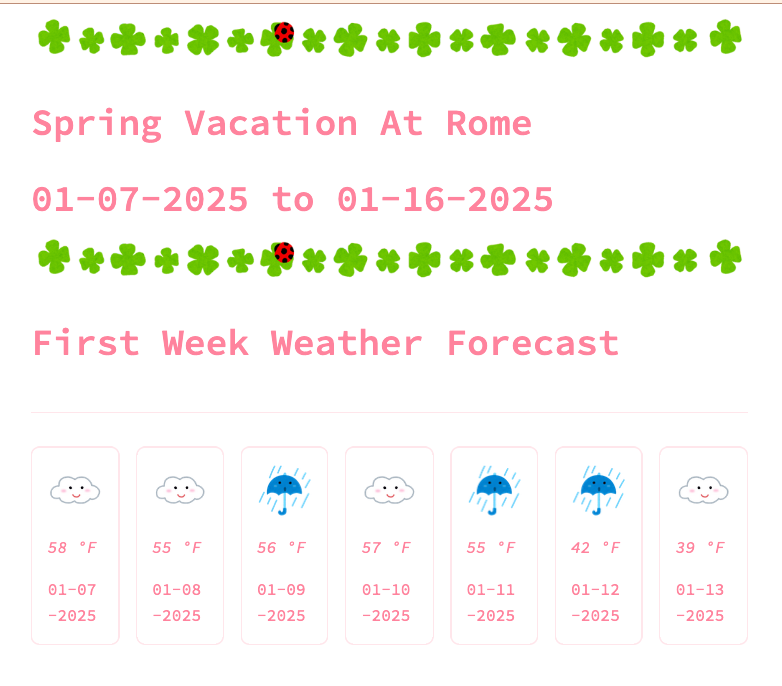 Spring Vacation At Rome
01-07-2025 to 01-16-2025
First Week Weather Forecast
58 °F
01-07
-2025
55 °F
01-08
-2025
56 °F
01-09
-2025
57 °F
01-10
-2025
55 °F
01-11
-2025
42 °F
01-12
-2025
39 °F
01-13
-2025